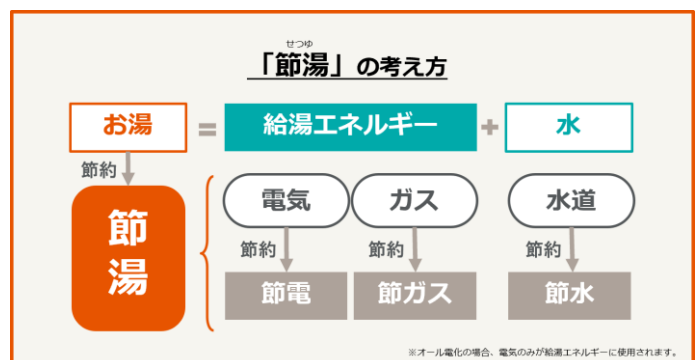 せつゆ
「節湯」の考え方
お湯 = 給湯エネルギー + 水
節約
節湯
電気 ガス 水道
節約 節約 節約
節電 節ガス 節水
※オール電化の場合、電気のみが給湯エネルギーに使用されます。